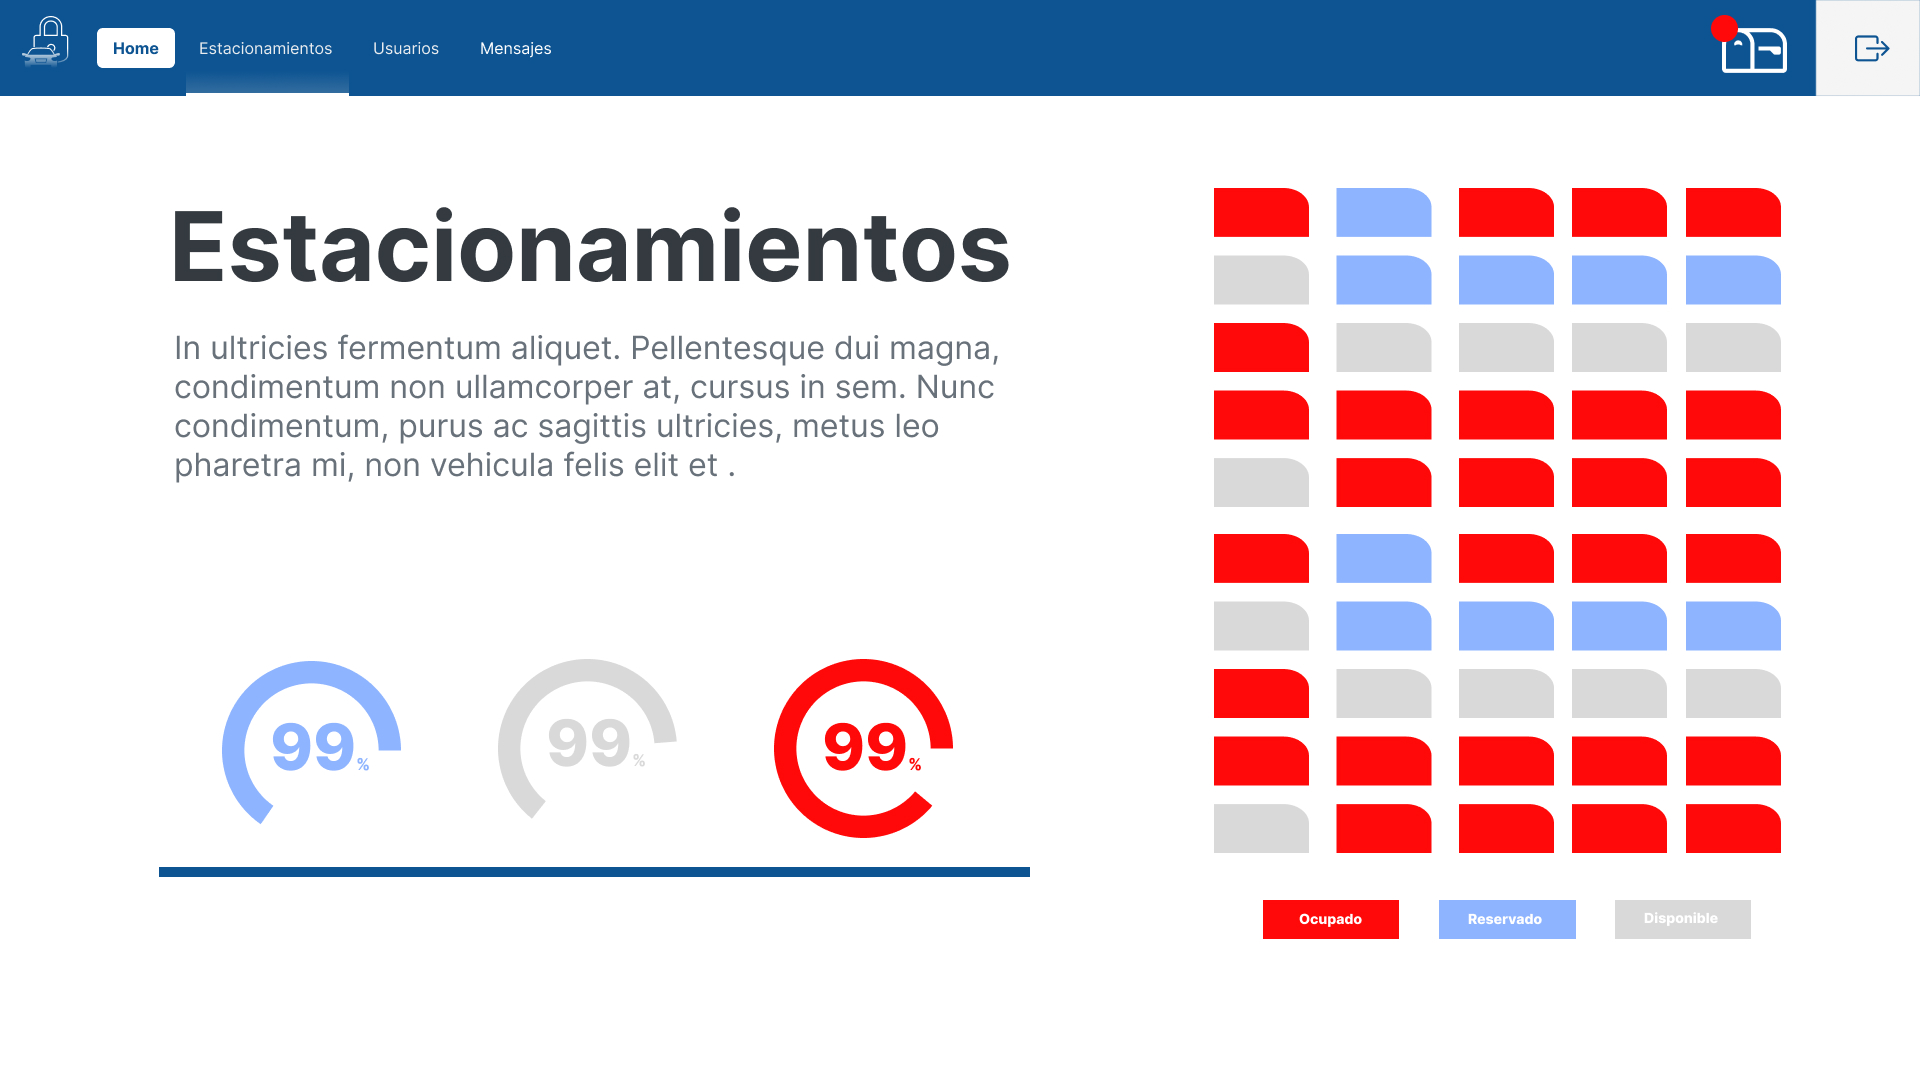 Home
Estacionamientos
Usuarios
Mensajes
Estacionamientos
In ultricies fermentum aliquet. Pellentesque dui magna,
condimentum non ullamcorper at, cursus in sem. Nunc
condimentum, purus ac sagittis ultricies, metus leo
pharetra mi, non vehicula felis elit et .
99%
99%
99%
Ocupado
Reservado
Disponible